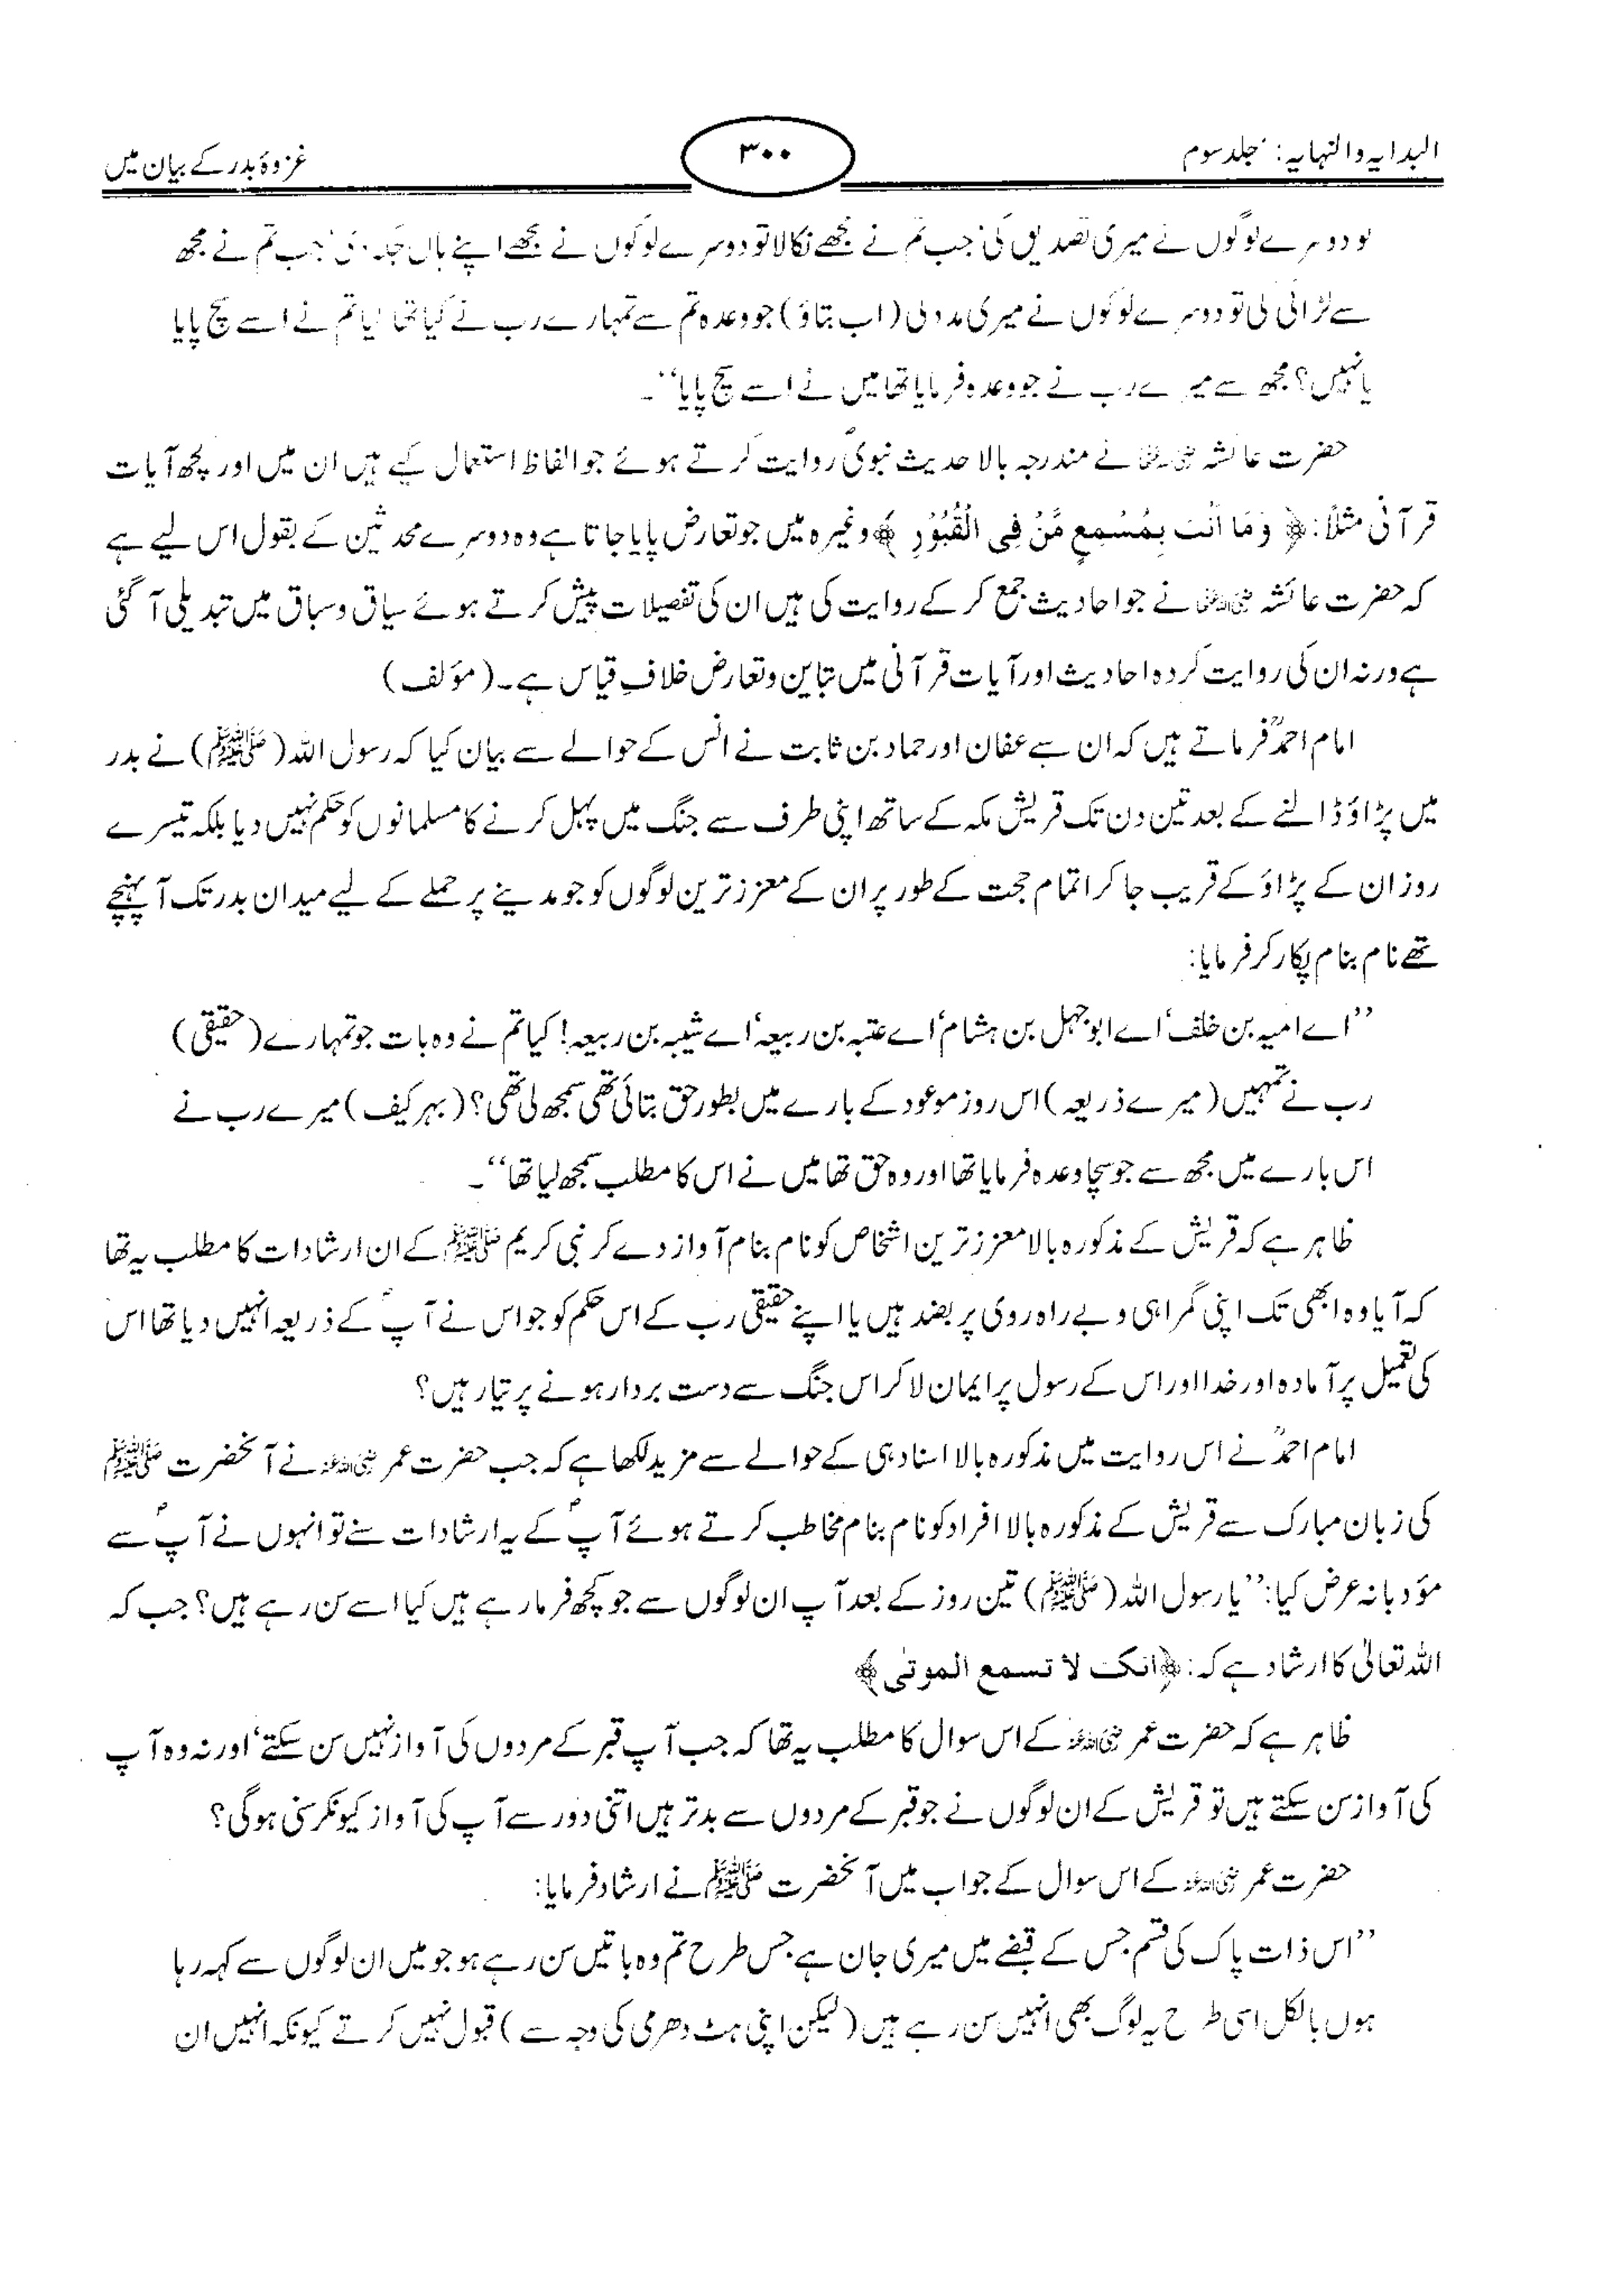 البدایہ والنہایہ: جلد سوم
۳۰۰
غزوۂ بدر کے بیان میں
تو دوسرے لوگوں نے میری تصدیق کی' جب تم نے مجھے نکالا تو دوسرے لوگوں نے مجھے اپنے ہاں جگہ دی' جب تم نے مجھ
سے لڑائی کی تو دوسرے لوگوں نے میری مدد کی (اب بتاؤ) جو وعدہ تم سے تمہارے رب نے کیا تھا کیا تم نے اسے سچ پایا
یا نہیں؟ مجھ سے میرے رب نے جو وعدہ فرمایا تھا میں نے اسے سچ پایا''۔
حضرت عائشہ رضی اللہ عنہا نے مندرجہ بالا حدیث نبویؐ روایت کرتے ہوئے جو الفاظ استعمال کیے ہیں ان میں اور کچھ آیات
قرآنی مثلاً: ﴿ وَمَا اَنْتَ بِمُسْمِعٍ مَّنْ فِی الْقُبُوْرِ ﴾ وغیرہ میں جو تعارض پایا جاتا ہے وہ دوسرے محدثین کے بقول اس لیے ہے
کہ حضرت عائشہ رضی اللہ عنہا نے جو احادیث جمع کر کے روایت کی ہیں ان کی تفصیلات پیش کرتے ہوئے سیاق و سباق میں تبدیلی آ گئی
ہے ورنہ ان کی روایت کردہ احادیث اور آیات قرآنی میں تباین و تعارض خلافِ قیاس ہے۔ (مؤلف)
امام احمدؒ فرماتے ہیں کہ ان سے عفان اور حماد بن ثابت نے انس کے حوالے سے بیان کیا کہ رسول اللہ (ﷺ) نے بدر
میں پڑاؤ ڈالنے کے بعد تین دن تک قریش مکہ کے ساتھ اپنی طرف سے جنگ میں پہل کرنے کا مسلمانوں کو حکم نہیں دیا بلکہ تیسرے
روز ان کے پڑاؤ کے قریب جا کر اتمام حجت کے طور پر ان کے معزز ترین لوگوں کو جو مدینے پر حملے کے لیے میدان بدر تک آ پہنچے
تھے نام بنام پکار کر فرمایا:
''اے امیہ بن خلف' اے ابو جہل بن ہشام' اے عتبہ بن ربیعہ' اے شیبہ بن ربیعہ! کیا تم نے وہ بات جو تمہارے (حقیقی)
رب نے تمہیں (میرے ذریعہ) اس روز موعود کے بارے میں بطور حق بتائی تھی سمجھ لی تھی؟ (بہر کیف) میرے رب نے
اس بارے میں مجھ سے جو سچا وعدہ فرمایا تھا اور وہ حق تھا میں نے اس کا مطلب سمجھ لیا تھا''۔
ظاہر ہے کہ قریش کے مذکورہ بالا معزز ترین اشخاص کو نام بنام آواز دے کر نبی کریم ﷺ کے ان ارشادات کا مطلب یہ تھا
کہ آیا وہ ابھی تک اپنی گمراہی و بے راہ روی پر بضد ہیں یا اپنے حقیقی رب کے اس حکم کو جو اس نے آپؐ کے ذریعہ انہیں دیا تھا اس
کی تعمیل پر آمادہ اور خدا اور اس کے رسول پر ایمان لا کر اس جنگ سے دست بردار ہونے پر تیار ہیں؟
امام احمدؒ نے اس روایت میں مذکورہ بالا اسناد ہی کے حوالے سے مزید لکھا ہے کہ جب حضرت عمر رضی اللہ عنہ نے آنحضرت ﷺ
کی زبان مبارک سے قریش کے مذکورہ بالا افراد کو نام بنام مخاطب کرتے ہوئے آپؐ کے یہ ارشادات سنے تو انہوں نے آپؐ سے
مؤدبانہ عرض کیا: ''یا رسول اللہ (ﷺ) تین روز کے بعد آپ ان لوگوں سے جو کچھ فرما رہے ہیں کیا اسے سن رہے ہیں؟ جب کہ
اللہ تعالیٰ کا ارشاد ہے کہ: ﴿انک لا تسمع الموتٰی﴾
ظاہر ہے کہ حضرت عمر رضی اللہ عنہ کے اس سوال کا مطلب یہ تھا کہ جب آپ قبر کے مردوں کی آواز نہیں سن سکتے' اور نہ وہ آپ
کی آواز سن سکتے ہیں تو قریش کے ان لوگوں نے جو قبر کے مردوں سے بدتر ہیں اتنی دور سے آپ کی آواز کیونکر سنی ہوگی؟
حضرت عمر رضی اللہ عنہ کے اس سوال کے جواب میں آنحضرت ﷺ نے ارشاد فرمایا:
''اس ذات پاک کی قسم جس کے قبضے میں میری جان ہے جس طرح تم وہ باتیں سن رہے ہو جو میں ان لوگوں سے کہہ رہا
ہوں بالکل اسی طرح یہ لوگ بھی انہیں سن رہے ہیں (لیکن اپنی ہٹ دھرمی کی وجہ سے) قبول نہیں کرتے کیونکہ انہیں ان